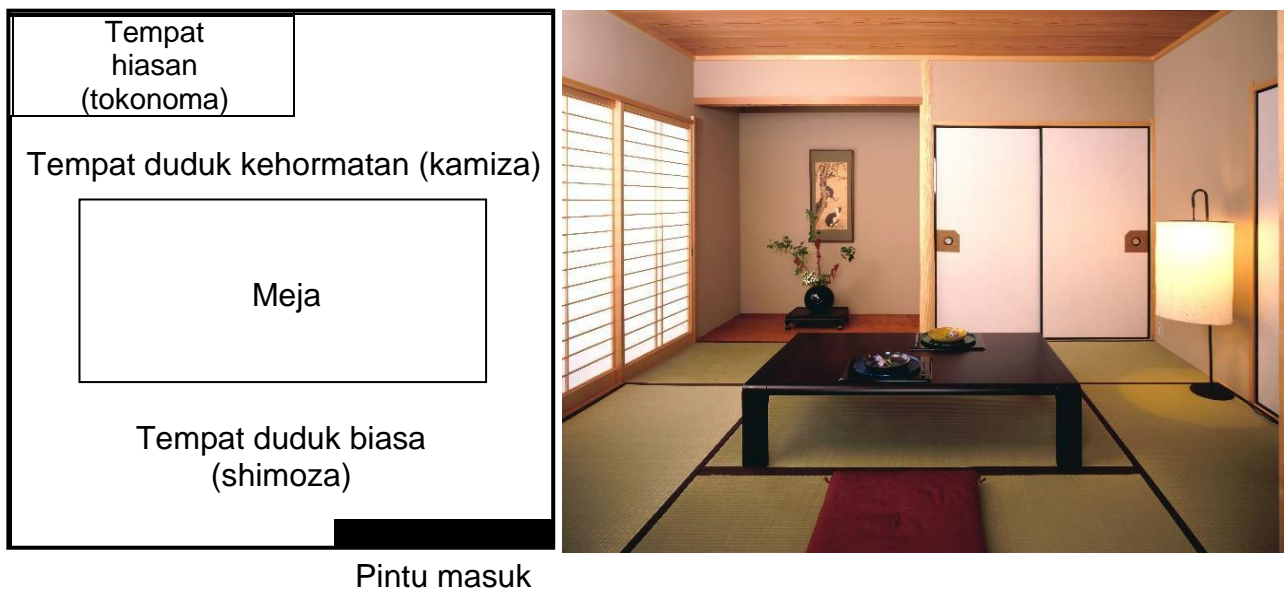 Tempat
hiasan
(tokonoma)
Tempat duduk kehormatan (kamiza)
Meja
Tempat duduk biasa
(shimoza)
Pintu masuk